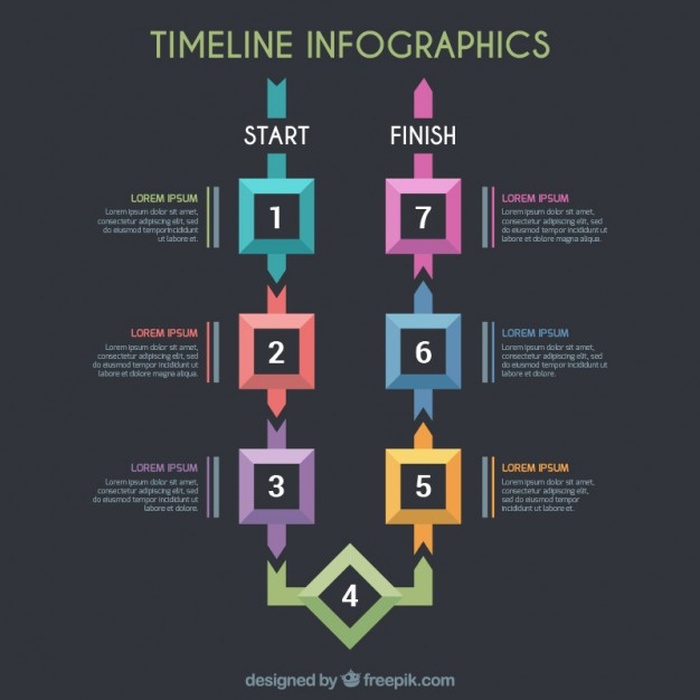 TIMELINE INFOGRAPHICS
START
FINISH
1
LOREM IPSUM
Lorem ipsum dolor sit amet,
consectetur adipiscing elit, sed
do eiusmod temporincididunt
ut labore et.
2
LOREM IPSUM
Lorem ipsum dolor sit amet,
consectetur adipiscing elit, sed
do eiusmod tempor incididunt ut
labore et dolore magna aliqua.
3
LOREM IPSUM
Lorem ipsum dolor sit amet,
consectetur adipiscing elit, sed
do eiusmod tempor incididunt ut
labore et dolore.
4
5
LOREM IPSUM
Lorem ipsum dolor sit amet,
consectetur adipiscing elit,
sed do eiusmod tempor
incididunt ut labore et.
6
LOREM IPSUM
Lorem ipsum dolor sit amet,
consectetur adipiscing elit, sed
do eiusmod tempor incididunt ut
labore et dolore.
7
LOREM IPSUM
Lorem ipsum dolor sit amet,
consectetur adipiscing elit, sed
do eiusmod tempor incididunt ut
labore et dolore magna aliqua.
designed by freepik.com